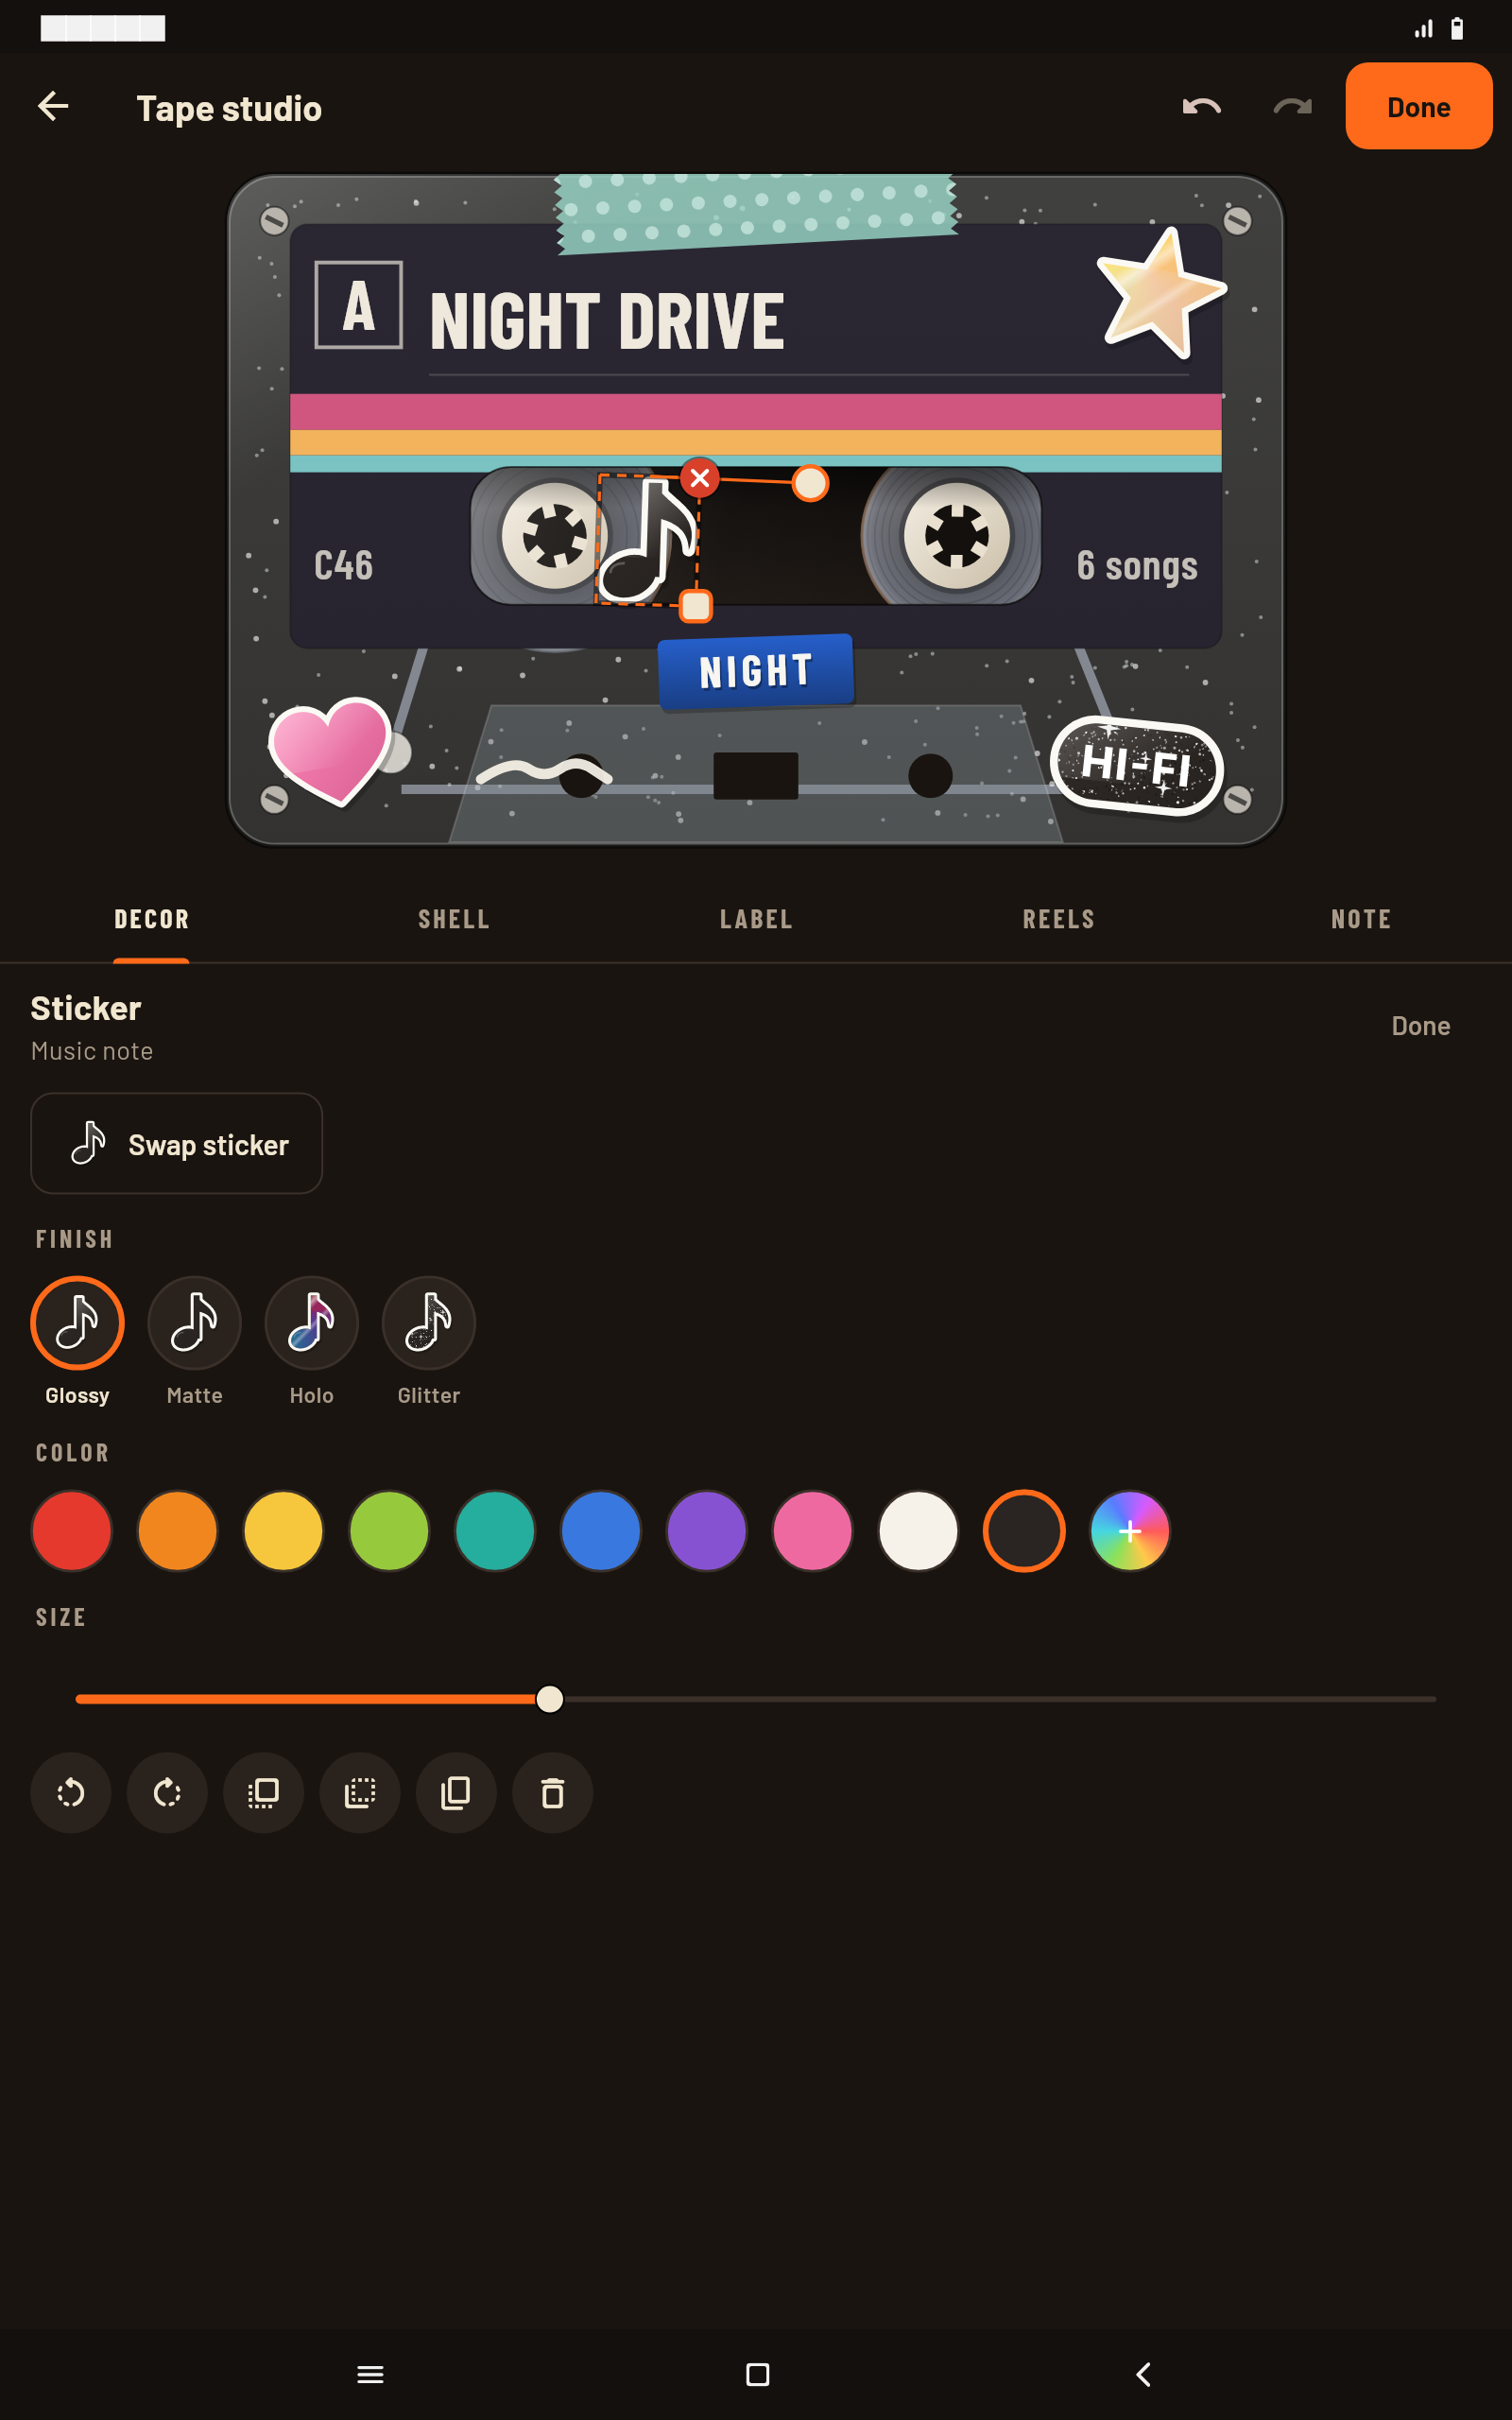 Tape studio
Done
A
NIGHT DRIVE
C46
6 songs
NIGHT
HI-FI
DECOR
SHELL
LABEL
REELS
NOTE
Sticker
Music note
Done
Swap sticker
FINISH
Glossy
Matte
Holo
Glitter
COLOR
SIZE